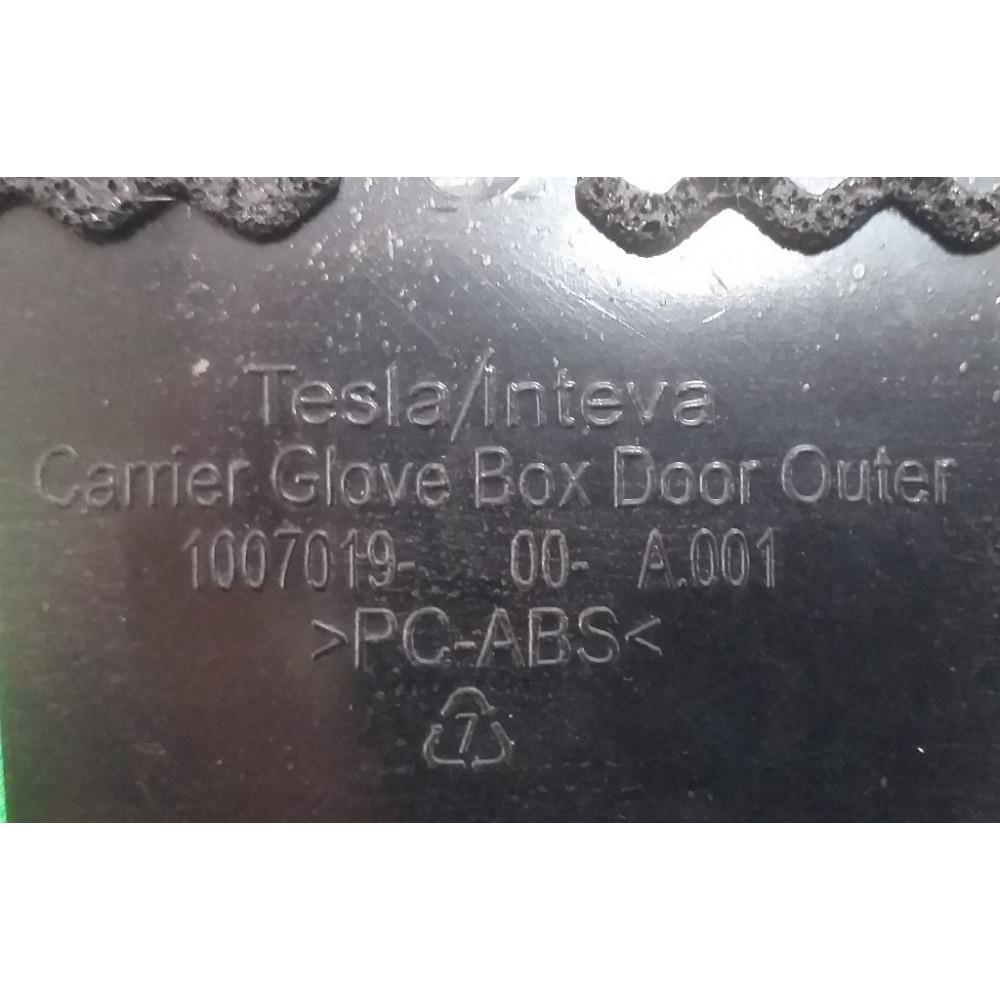 Tesla/Inteva
Carrier Glove Box Door Outer
1007019- 00- A.001
>PC-ABS<
7